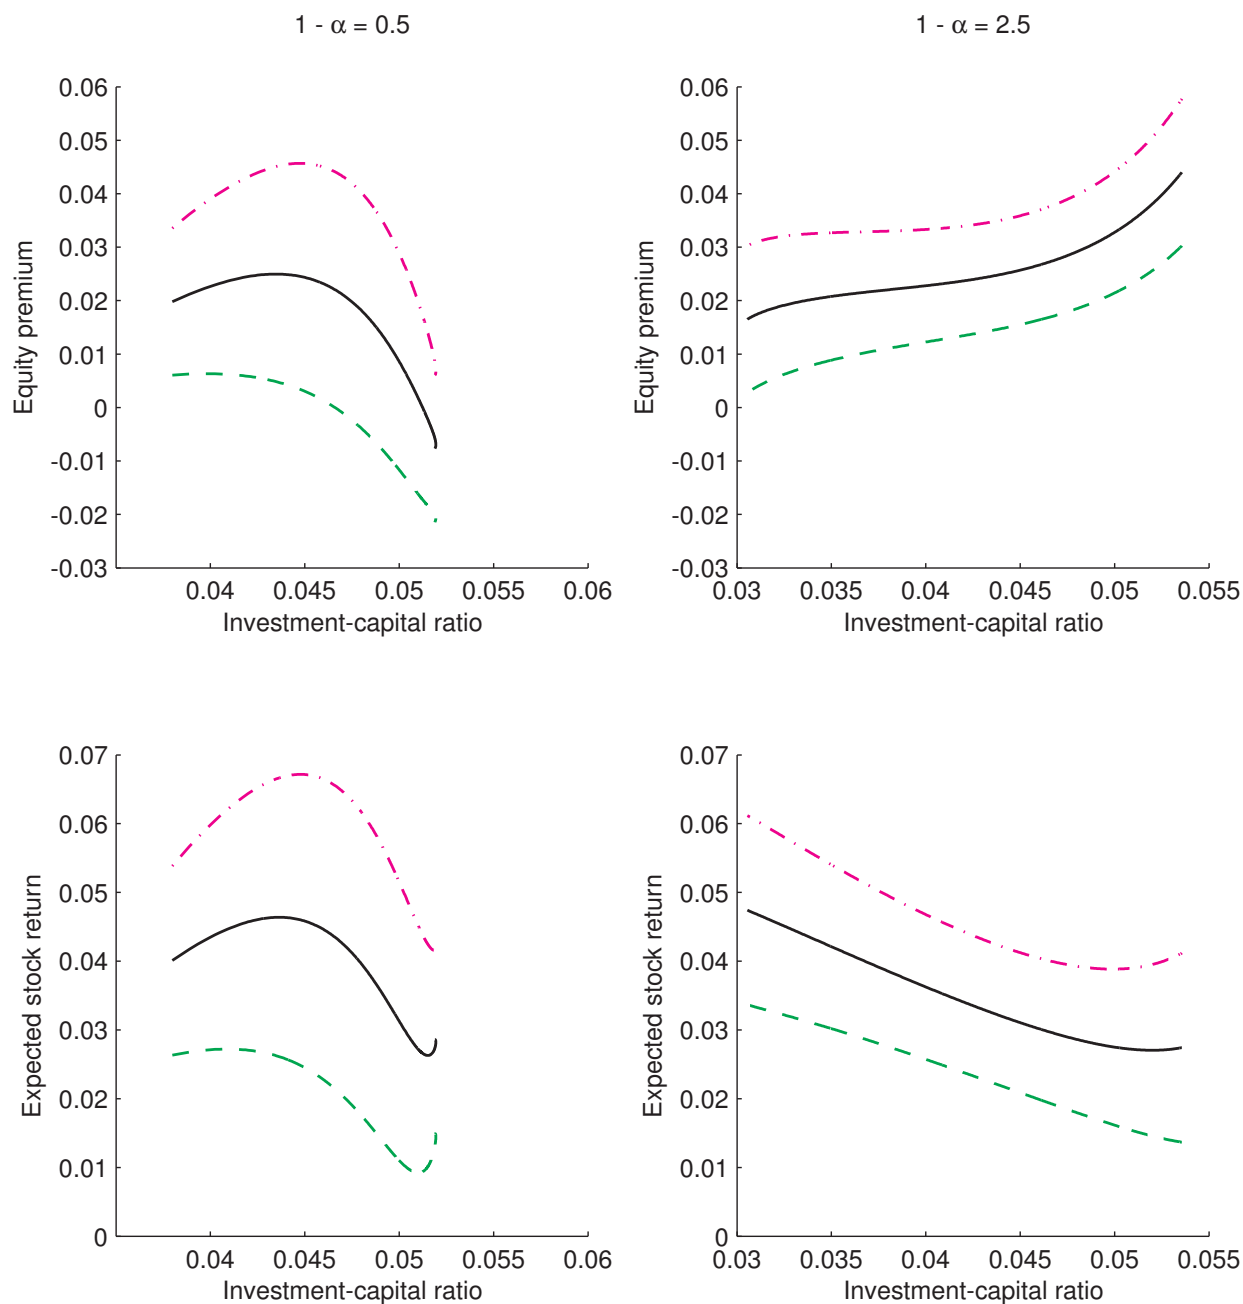 1 - α = 0.5
1 - α = 2.5
0.06
0.05
0.04
0.03
0.02
0.01
0
-0.01
-0.02
-0.03
Equity premium
0.04 0.045 0.05 0.055 0.06
Investment-capital ratio
0.06
0.05
0.04
0.03
0.02
0.01
0
-0.01
-0.02
-0.03
Equity premium
0.03 0.035 0.04 0.045 0.05 0.055
Investment-capital ratio
0.07
0.06
0.05
0.04
0.03
0.02
0.01
0
Expected stock return
0.04 0.045 0.05 0.055 0.06
Investment-capital ratio
0.07
0.06
0.05
0.04
0.03
0.02
0.01
0
Expected stock return
0.03 0.035 0.04 0.045 0.05 0.055
Investment-capital ratio